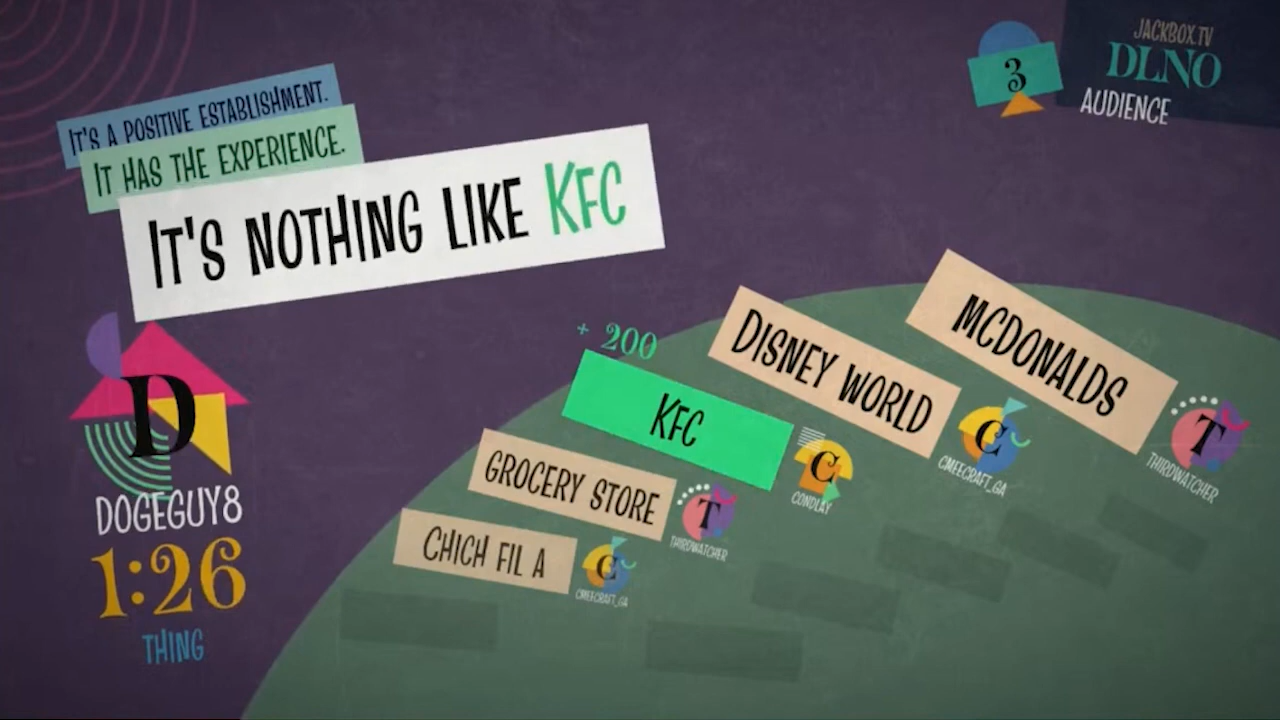 IT'S A POSITIVE ESTABLISHMENT.
IT HAS THE EXPERIENCE.
IT'S NOTHING LIKE KFC
3
JACKBOX.TV
DLNO
AUDIENCE
+ 200
KFC
C
CONDLAY
DISNEY WORLD
C
CMEECRAFT_GA
MCDONALDS
T
THIRDWATCHER
GROCERY STORE
T
THIRDWATCHER
CHICH FIL A
C
CMEECRAFT_GA
D
DOGEGUY8
1:26
THING